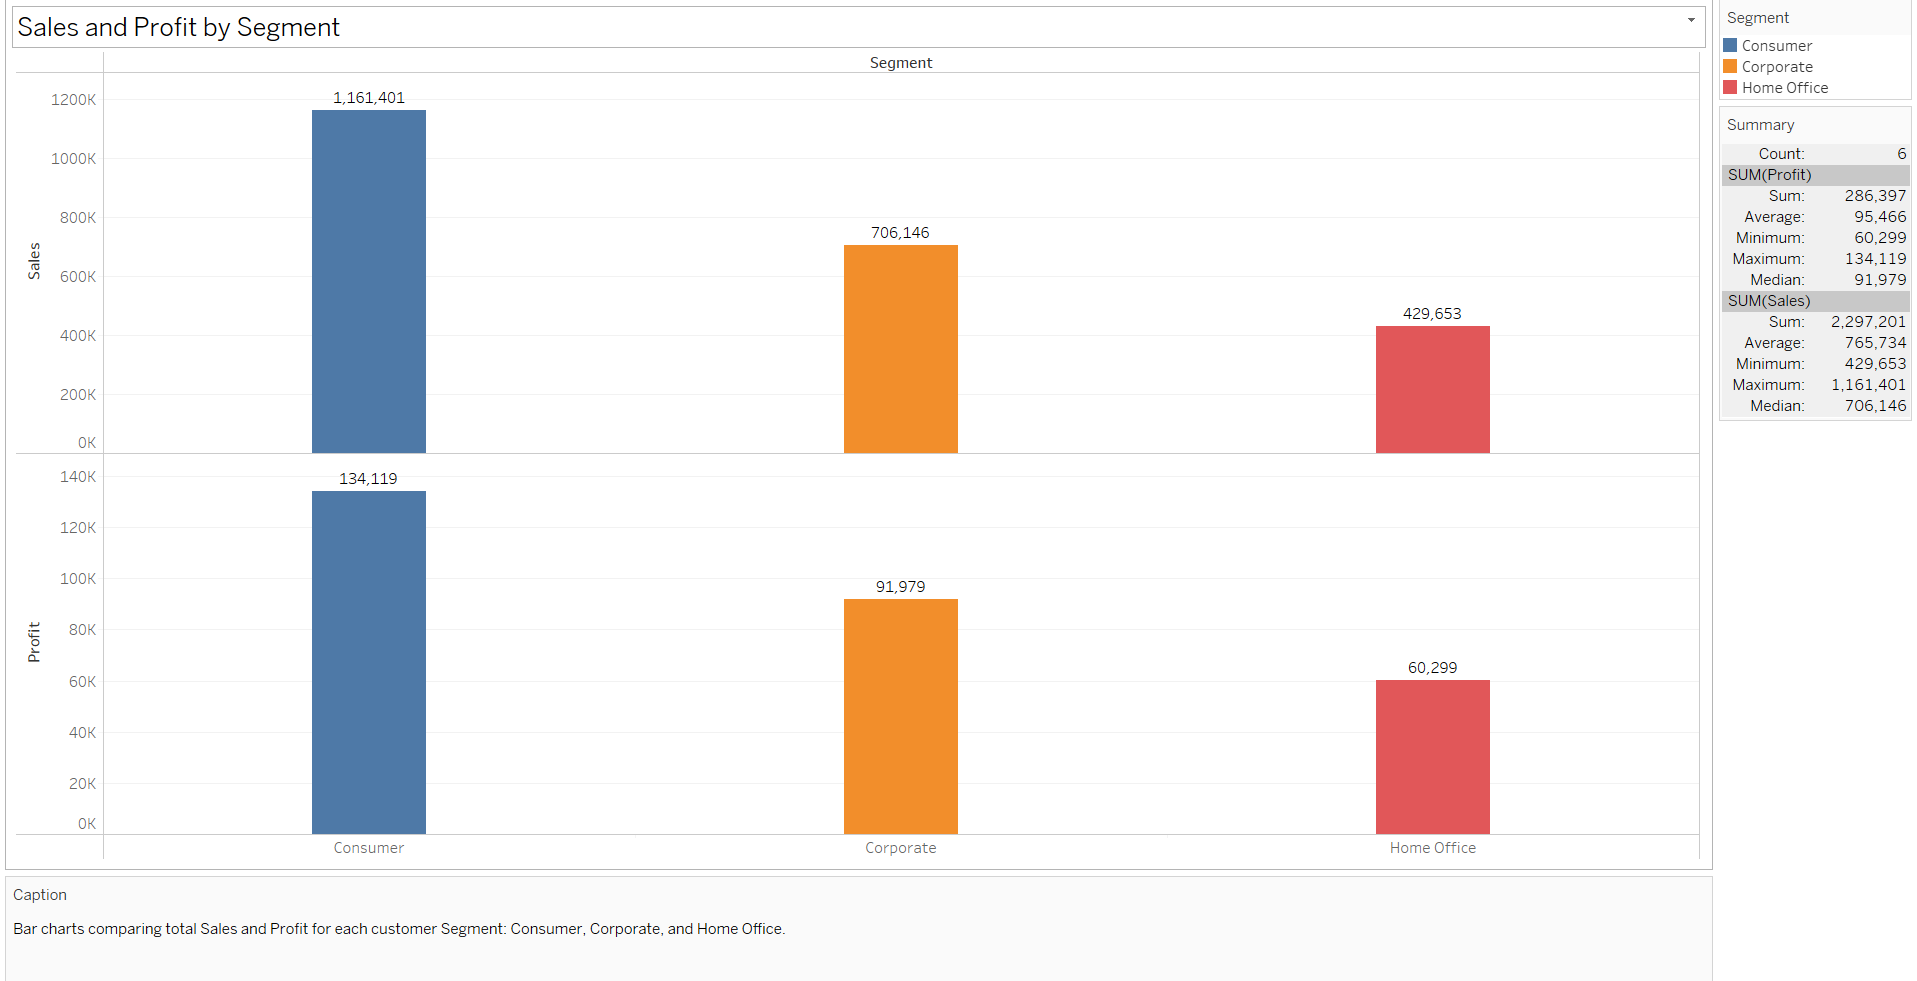 Sales and Profit by Segment
Segment
1200K
1000K
800K
600K
400K
200K
0K
Sales
1,161,401
706,146
429,653
140K
120K
100K
80K
60K
40K
20K
0K
Profit
134,119
91,979
60,299
Consumer
Corporate
Home Office
Caption
Bar charts comparing total Sales and Profit for each customer Segment: Consumer, Corporate, and Home Office.
Segment
Consumer
Corporate
Home Office
Summary
Count: 6
SUM(Profit)
Sum: 286,397
Average: 95,466
Minimum: 60,299
Maximum: 134,119
Median: 91,979
SUM(Sales)
Sum: 2,297,201
Average: 765,734
Minimum: 429,653
Maximum: 1,161,401
Median: 706,146